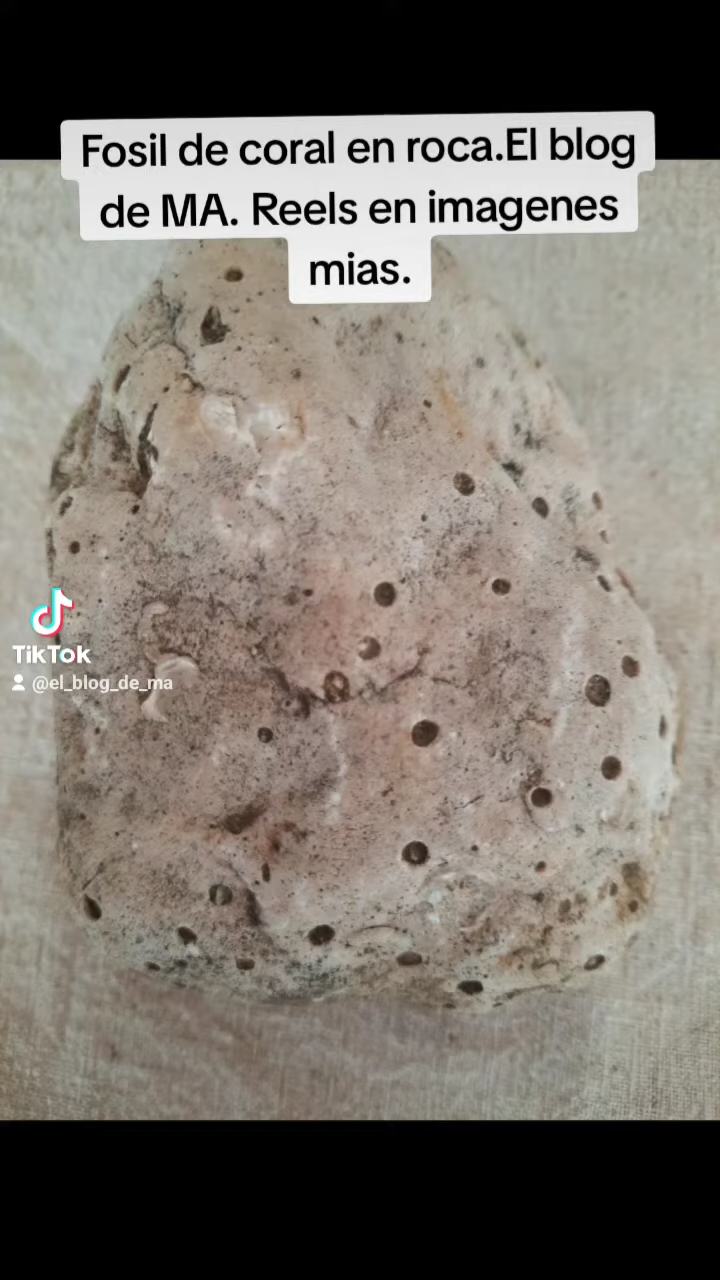 Fosil de coral en roca.El blog
de MA. Reels en imagenes
mias.
TikTok
@el_blog_de_ma